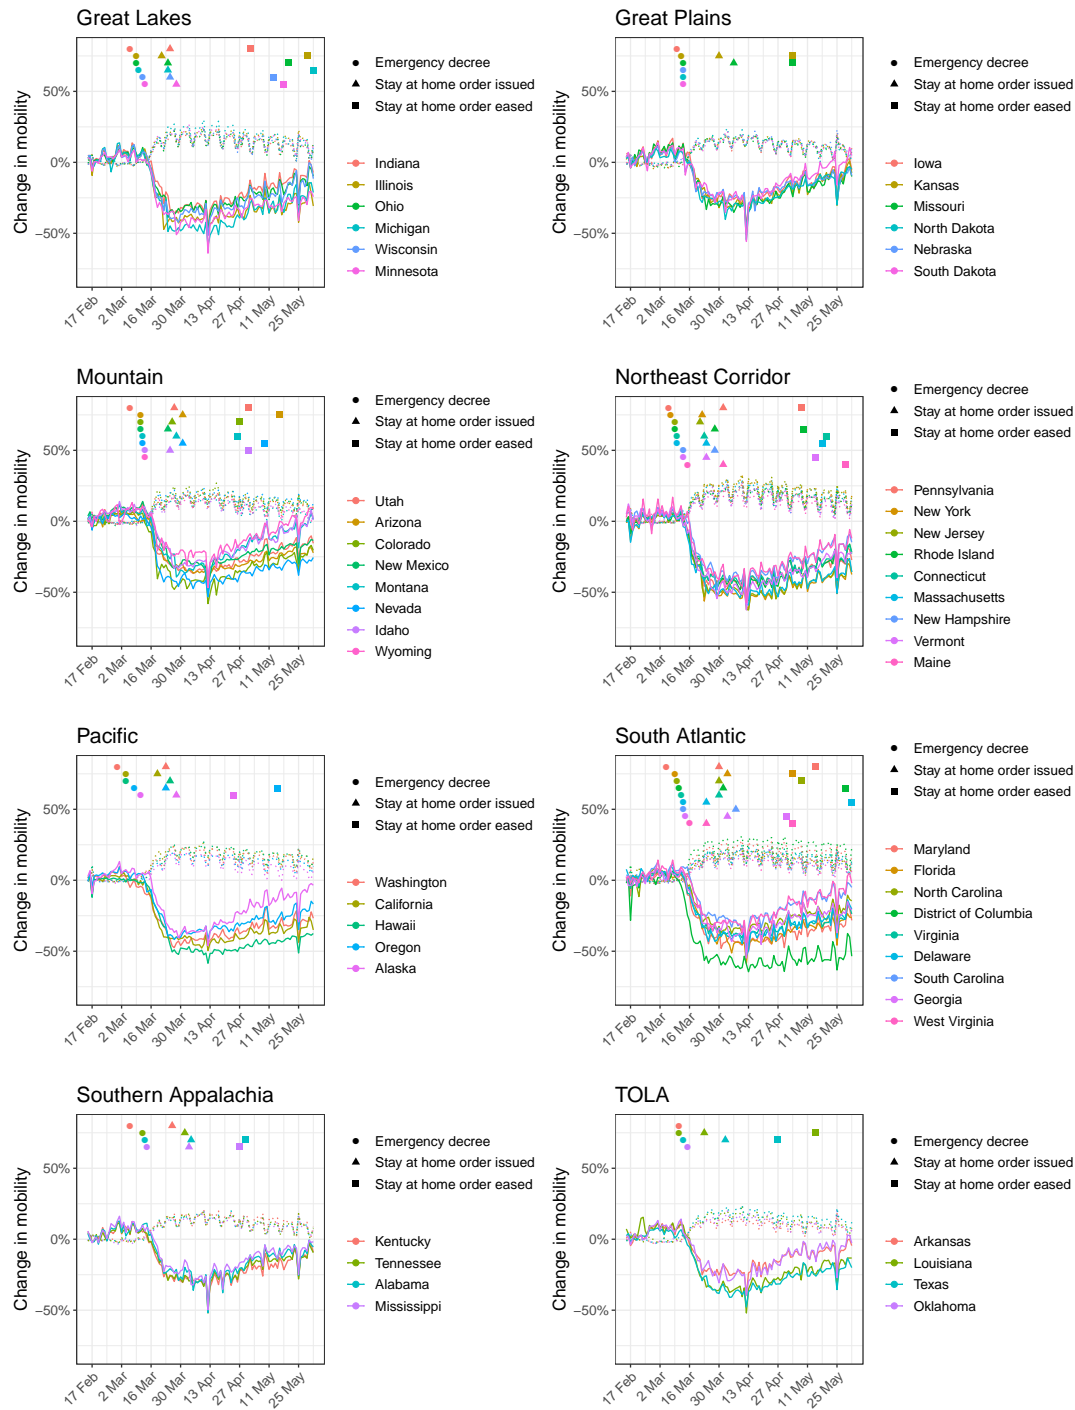 Great Lakes
Change in mobility
50%
0%
−50%
17 Feb
2 Mar
16 Mar
30 Mar
13 Apr
27 Apr
11 May
25 May
Emergency decree
Stay at home order issued
Stay at home order eased
Indiana
Illinois
Ohio
Michigan
Wisconsin
Minnesota
Great Plains
Change in mobility
50%
0%
−50%
17 Feb
2 Mar
16 Mar
30 Mar
13 Apr
27 Apr
11 May
25 May
Emergency decree
Stay at home order issued
Stay at home order eased
Iowa
Kansas
Missouri
North Dakota
Nebraska
South Dakota
Mountain
Change in mobility
50%
0%
−50%
17 Feb
2 Mar
16 Mar
30 Mar
13 Apr
27 Apr
11 May
25 May
Emergency decree
Stay at home order issued
Stay at home order eased
Utah
Arizona
Colorado
New Mexico
Montana
Nevada
Idaho
Wyoming
Northeast Corridor
Change in mobility
50%
0%
−50%
17 Feb
2 Mar
16 Mar
30 Mar
13 Apr
27 Apr
11 May
25 May
Emergency decree
Stay at home order issued
Stay at home order eased
Pennsylvania
New York
New Jersey
Rhode Island
Connecticut
Massachusetts
New Hampshire
Vermont
Maine
Pacific
Change in mobility
50%
0%
−50%
17 Feb
2 Mar
16 Mar
30 Mar
13 Apr
27 Apr
11 May
25 May
Emergency decree
Stay at home order issued
Stay at home order eased
Washington
California
Hawaii
Oregon
Alaska
South Atlantic
Change in mobility
50%
0%
−50%
17 Feb
2 Mar
16 Mar
30 Mar
13 Apr
27 Apr
11 May
25 May
Emergency decree
Stay at home order issued
Stay at home order eased
Maryland
Florida
North Carolina
District of Columbia
Virginia
Delaware
South Carolina
Georgia
West Virginia
Southern Appalachia
Change in mobility
50%
0%
−50%
17 Feb
2 Mar
16 Mar
30 Mar
13 Apr
27 Apr
11 May
25 May
Emergency decree
Stay at home order issued
Stay at home order eased
Kentucky
Tennessee
Alabama
Mississippi
TOLA
Change in mobility
50%
0%
−50%
17 Feb
2 Mar
16 Mar
30 Mar
13 Apr
27 Apr
11 May
25 May
Emergency decree
Stay at home order issued
Stay at home order eased
Arkansas
Louisiana
Texas
Oklahoma